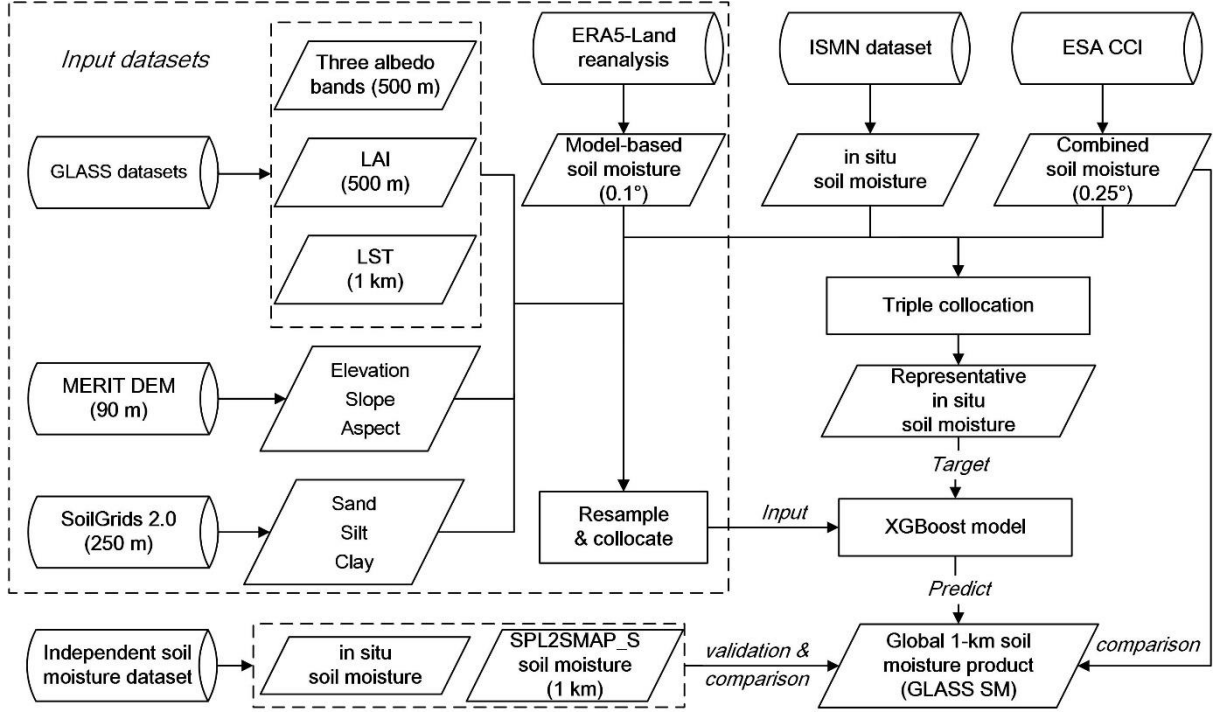 Input datasets
Three albedo
bands (500 m)
ERA5-Land
reanalysis
ISMN dataset
ESA CCI
GLASS datasets
LAI
(500 m)
Model-based
soil moisture
(0.1°)
in situ
soil moisture
Combined
soil moisture
(0.25°)
LST
(1 km)
Triple collocation
MERIT DEM
(90 m)
Elevation
Slope
Aspect
Representative
in situ
soil moisture
Target
SoilGrids 2.0
(250 m)
Sand
Silt
Clay
Resample
& collocate
Input
XGBoost model
Predict
Independent soil
moisture dataset
in situ
soil moisture
SPL2SMAP_S
soil moisture
(1 km)
validation &
comparison
Global 1-km soil
moisture product
(GLASS SM)
comparison